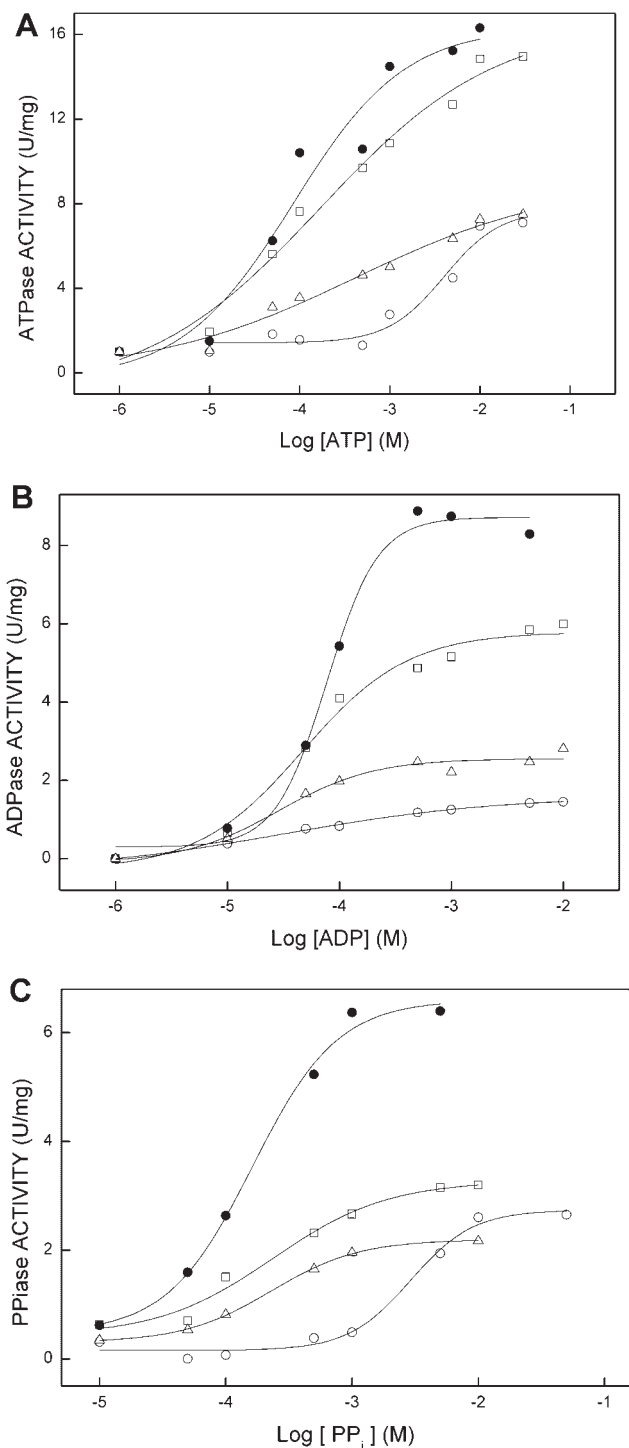 A
16
12
8
4
0
ATPase ACTIVITY (U/mg)
-6 -5 -4 -3 -2 -1
Log [ATP] (M)
B
8
6
4
2
0
ADPase ACTIVITY (U/mg)
-6 -5 -4 -3 -2
Log [ADP] (M)
C
6
4
2
0
PPiase ACTIVITY (U/mg)
-5 -4 -3 -2 -1
Log [ PPi ] (M)